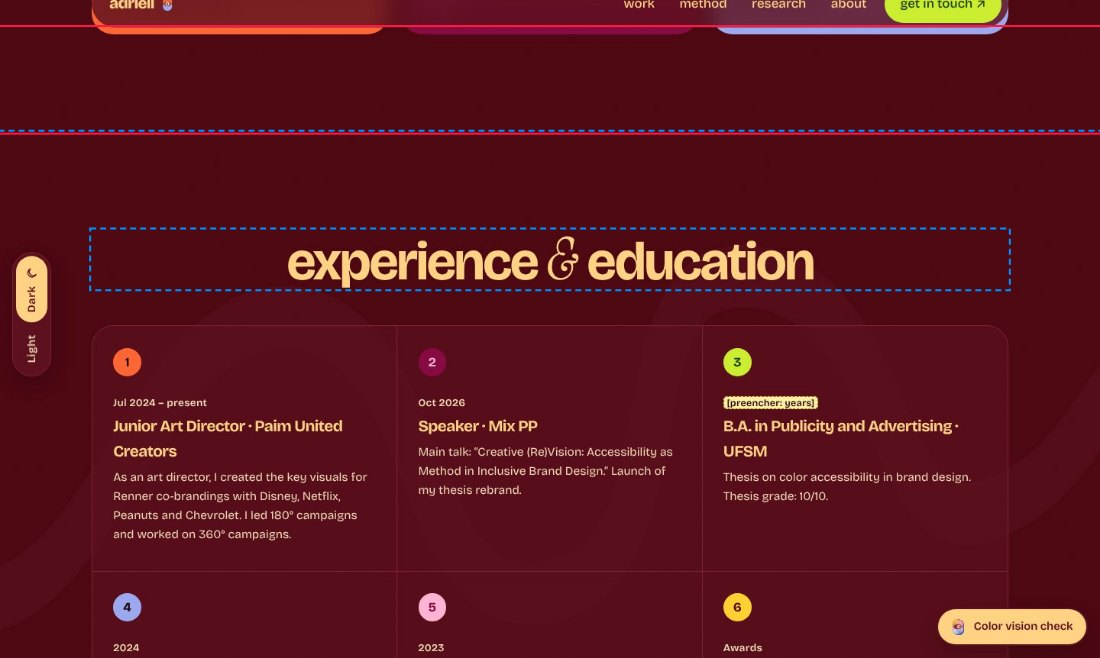 adriell
work method research about get in touch ↗
experience & education
Dark
Light
1
Jul 2024 – present
Junior Art Director · Paim United
Creators
As an art director, I created the key visuals for
Renner co-brandings with Disney, Netflix,
Peanuts and Chevrolet. I led 180° campaigns
and worked on 360° campaigns.
2
Oct 2026
Speaker · Mix PP
Main talk: “Creative (Re)Vision: Accessibility as
Method in Inclusive Brand Design.” Launch of
my thesis rebrand.
3
[preencher: years]
B.A. in Publicity and Advertising ·
UFSM
Thesis on color accessibility in brand design.
Thesis grade: 10/10.
4
2024
5
2023
6
Awards
Color vision check